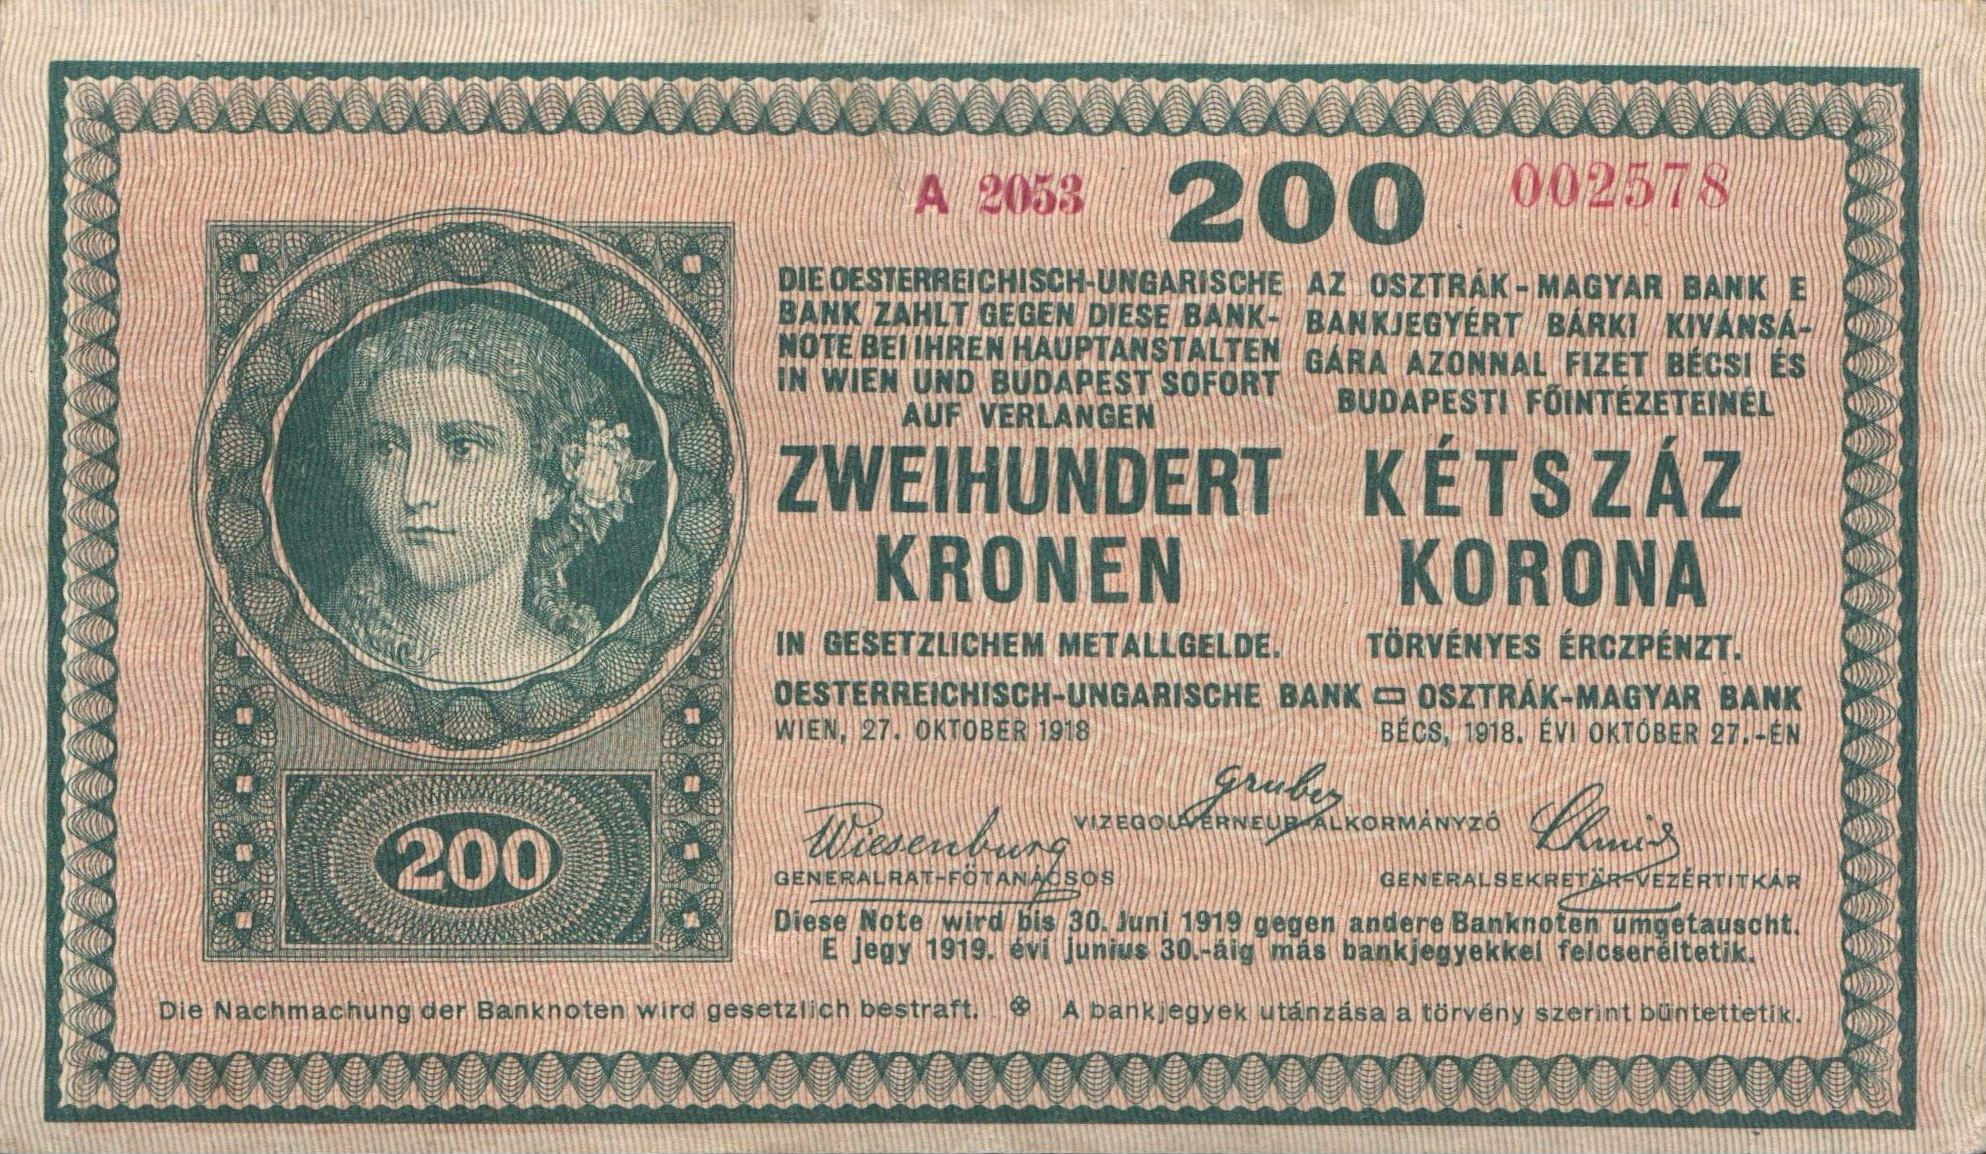 A 2053 200 002578
DIE OESTERREICHISCH-UNGARISCHE
BANK ZAHLT GEGEN DIESE BANK-
NOTE BEI IHREN HAUPTANSTALTEN
IN WIEN UND BUDAPEST SOFORT
AUF VERLANGEN
ZWEIHUNDERT
KRONEN
IN GESETZLICHEM METALLGELDE.
AZ OSZTRÁK-MAGYAR BANK E
BANKJEGYÉRT BÁRKI KIVÁNSÁ-
GÁRA AZONNAL FIZET BÉCSI ÉS
BUDAPESTI FŐINTÉZETEINÉL
KÉTSZÁZ
KORONA
TÖRVÉNYES ÉRCZPÉNZT.
OESTERREICHISCH-UNGARISCHE BANK OSZTRÁK-MAGYAR BANK
WIEN, 27. OKTOBER 1918
BÉCS, 1918. ÉVI OKTÓBER 27.-ÉN
Gruber
VIZEGOUVERNEUR-ALKORMÁNYZÓ
Wiesenburg
GENERALRAT-FŐTANÁCSOS
Schmid
GENERALSEKRETÄR-VEZÉRTITKÁR
Diese Note wird bis 30. Juni 1919 gegen andere Banknoten umgetauscht.
E jegy 1919. évi junius 30.-áig más bankjegyekkel felcseréltetik.
200
Die Nachmachung der Banknoten wird gesetzlich bestraft. A bankjegyek utánzása a törvény szerint büntettetik.